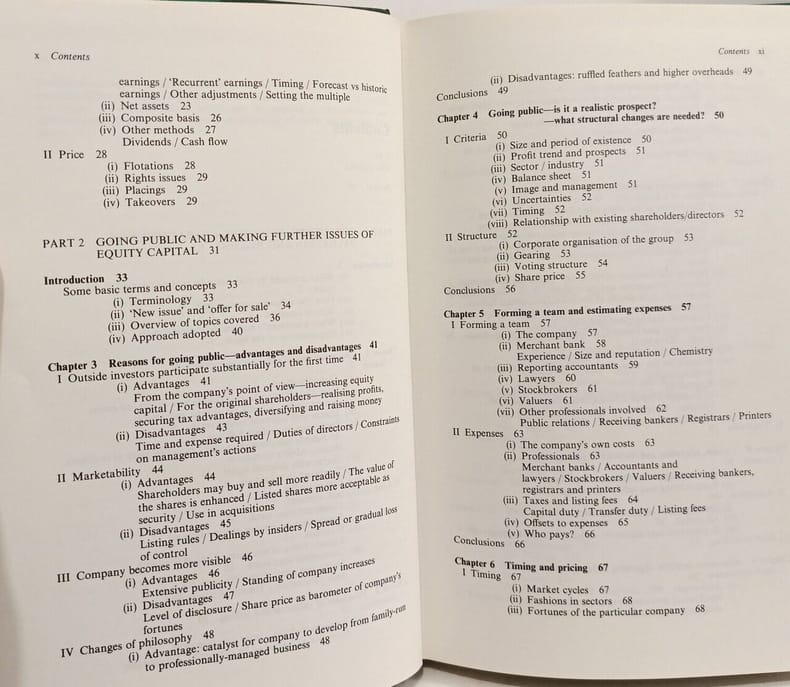 x Contents
earnings / 'Recurrent' earnings / Timing / Forecast vs historic
earnings / Other adjustments / Setting the multiple
(ii) Net assets 23
(iii) Composite basis 26
(iv) Other methods 27
Dividends / Cash flow
II Price 28
(i) Flotations 28
(ii) Rights issues 29
(iii) Placings 29
(iv) Takeovers 29
PART 2 GOING PUBLIC AND MAKING FURTHER ISSUES OF
EQUITY CAPITAL 31
Introduction 33
Some basic terms and concepts 33
(i) Terminology 33
(ii) 'New issue' and 'offer for sale' 34
(iii) Overview of topics covered 36
(iv) Approach adopted 40
Chapter 3 Reasons for going public—advantages and disadvantages 41
I Outside investors participate substantially for the first time 41
(i) Advantages 41
From the company's point of view—increasing equity
capital / For the original shareholders—realising profits,
securing tax advantages, diversifying and raising money
(ii) Disadvantages 43
Time and expense required / Duties of directors / Constraints
on management's actions
II Marketability 44
(i) Advantages 44
Shareholders may buy and sell more readily / The value of
the shares is enhanced / Listed shares more acceptable as
security / Use in acquisitions
(ii) Disadvantages 45
Listing rules / Dealings by insiders / Spread or gradual loss
of control
III Company becomes more visible 46
(i) Advantages 46
Extensive publicity / Standing of company increases
(ii) Disadvantages 47
Level of disclosure / Share price as barometer of company's
fortunes
IV Changes of philosophy 48
(i) Advantage: catalyst for company to develop from family-run
to professionally-managed business 48
Contents xi
(ii) Disadvantages: ruffled feathers and higher overheads 49
Conclusions 49
Chapter 4 Going public—is it a realistic prospect?
—what structural changes are needed? 50
I Criteria 50
(i) Size and period of existence 50
(ii) Profit trend and prospects 51
(iii) Sector / industry 51
(iv) Balance sheet 51
(v) Image and management 51
(vi) Uncertainties 52
(vii) Timing 52
(viii) Relationship with existing shareholders/directors 52
II Structure 52
(i) Corporate organisation of the group 53
(ii) Gearing 53
(iii) Voting structure 54
(iv) Share price 55
Conclusions 56
Chapter 5 Forming a team and estimating expenses 57
I Forming a team 57
(i) The company 57
(ii) Merchant bank 58
Experience / Size and reputation / Chemistry
(iii) Reporting accountants 59
(iv) Lawyers 60
(v) Stockbrokers 61
(vi) Valuers 61
(vii) Other professionals involved 62
Public relations / Receiving bankers / Registrars / Printers
II Expenses 63
(i) The company's own costs 63
(ii) Professionals 63
Merchant banks / Accountants and
lawyers / Stockbrokers / Valuers / Receiving bankers,
registrars and printers
(iii) Taxes and listing fees 64
Capital duty / Transfer duty / Listing fees
(iv) Offsets to expenses 65
(v) Who pays? 66
Conclusions 66
Chapter 6 Timing and pricing 67
I Timing 67
(i) Market cycles 67
(ii) Fashions in sectors 68
(iii) Fortunes of the particular company 68